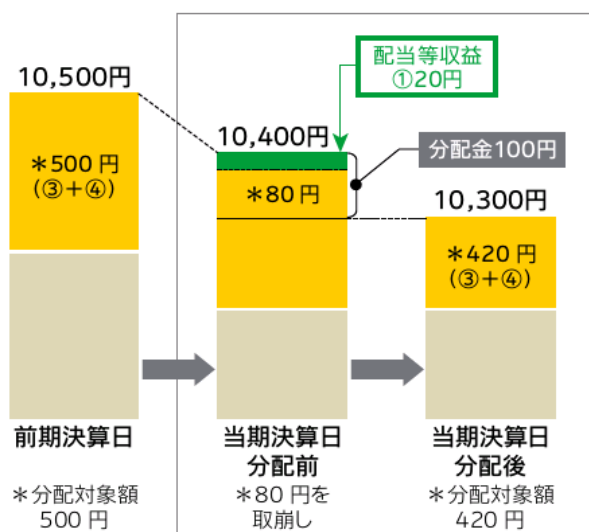 配当等収益
①20円
10,500円
10,400円
分配金100円
＊500円
(③＋④)
＊80円
10,300円
＊420円
(③＋④)
前期決算日
当期決算日
分配前
当期決算日
分配後
＊分配対象額
500円
＊80円を
取崩し
＊分配対象額
420円